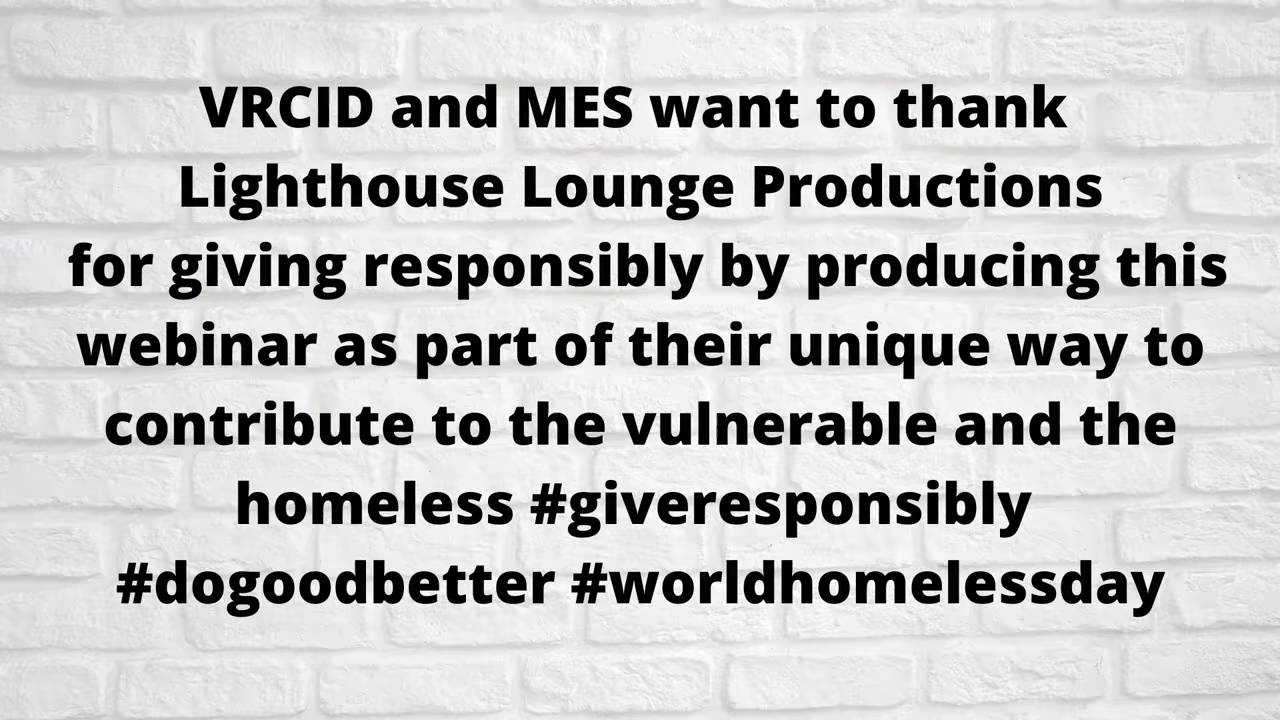 VRCID and MES want to thank
Lighthouse Lounge Productions
for giving responsibly by producing this
webinar as part of their unique way to
contribute to the vulnerable and the
homeless #giveresponsibly
#dogoodbetter #worldhomelessday